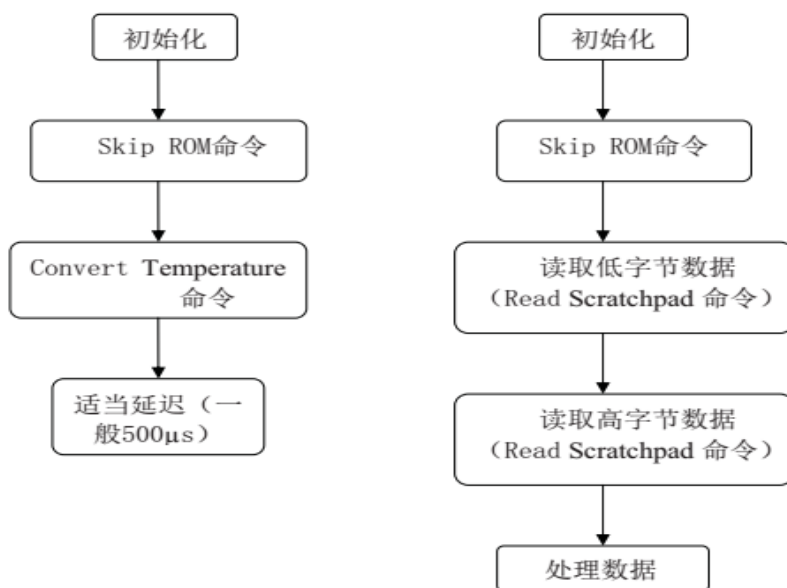 初始化
Skip ROM命令
Convert Temperature
命令
适当延迟（一
般500μs）
初始化
Skip ROM命令
读取低字节数据
（Read Scratchpad 命令）
读取高字节数据
（Read Scratchpad 命令）
处理数据